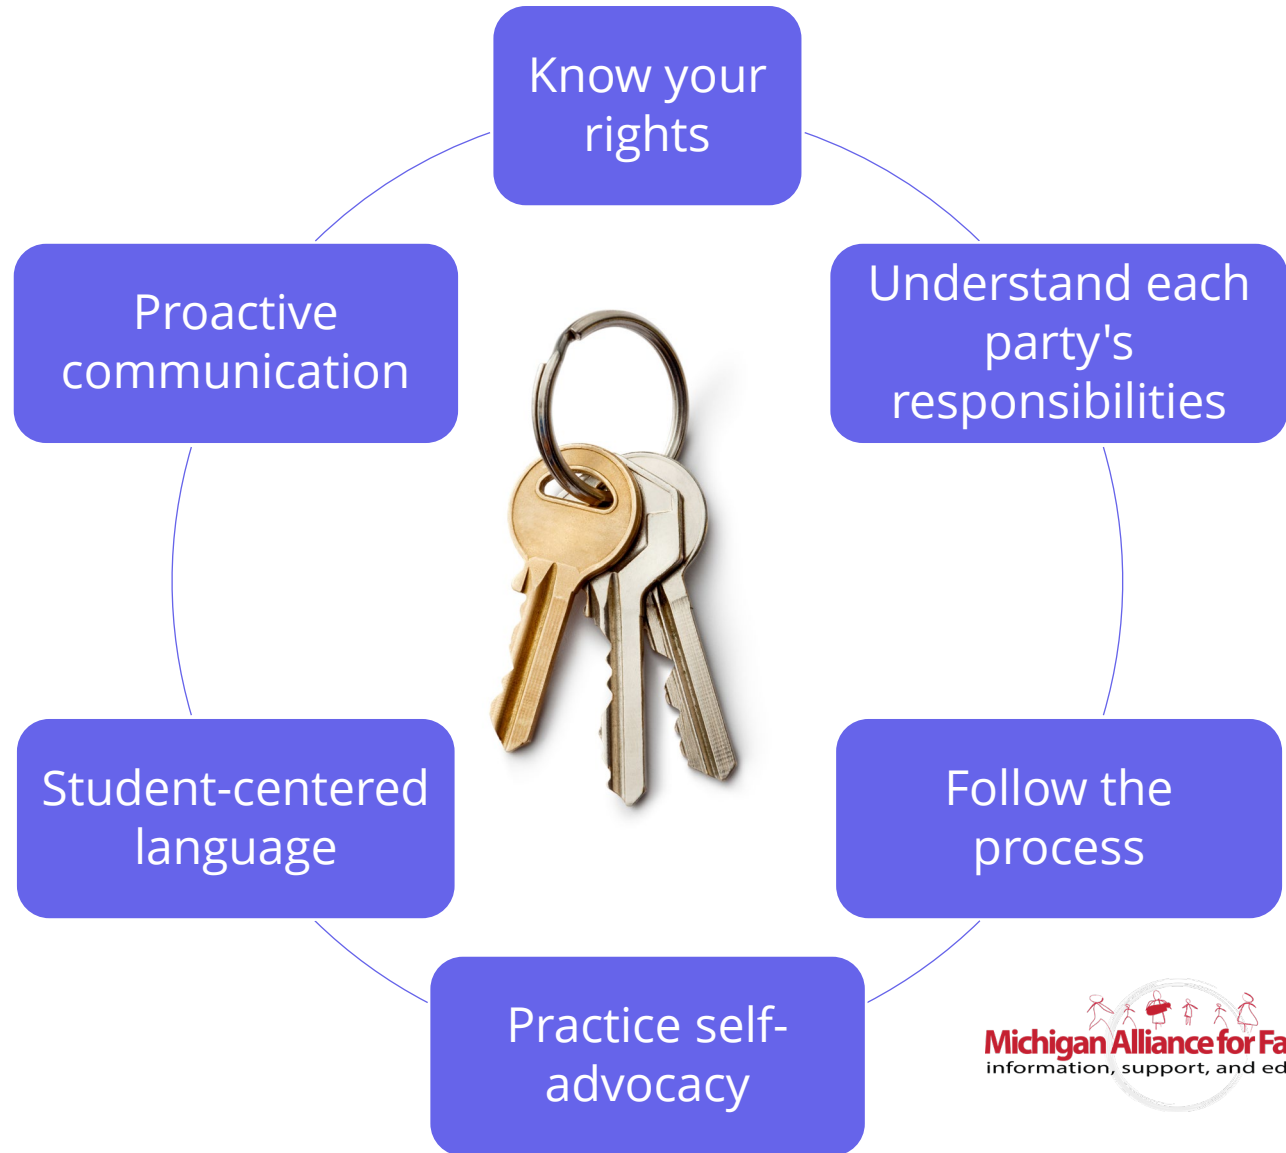 Know your
rights
Understand each
party's
responsibilities
Follow the
process
Practice self-
advocacy
Student-centered
language
Proactive
communication
Michigan Alliance for Fa
information, support, and ed